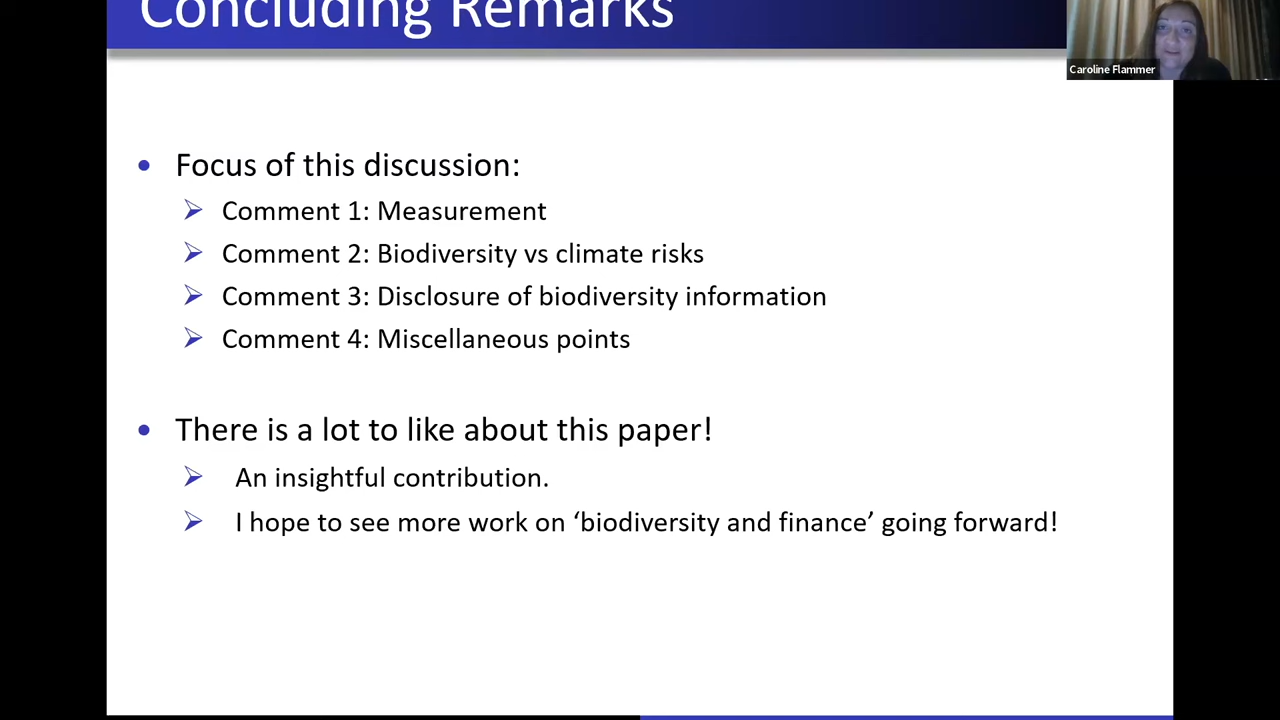 Concluding Remarks
Caroline Flammer
• Focus of this discussion:
➢ Comment 1: Measurement
➢ Comment 2: Biodiversity vs climate risks
➢ Comment 3: Disclosure of biodiversity information
➢ Comment 4: Miscellaneous points
• There is a lot to like about this paper!
➢ An insightful contribution.
➢ I hope to see more work on ‘biodiversity and finance’ going forward!